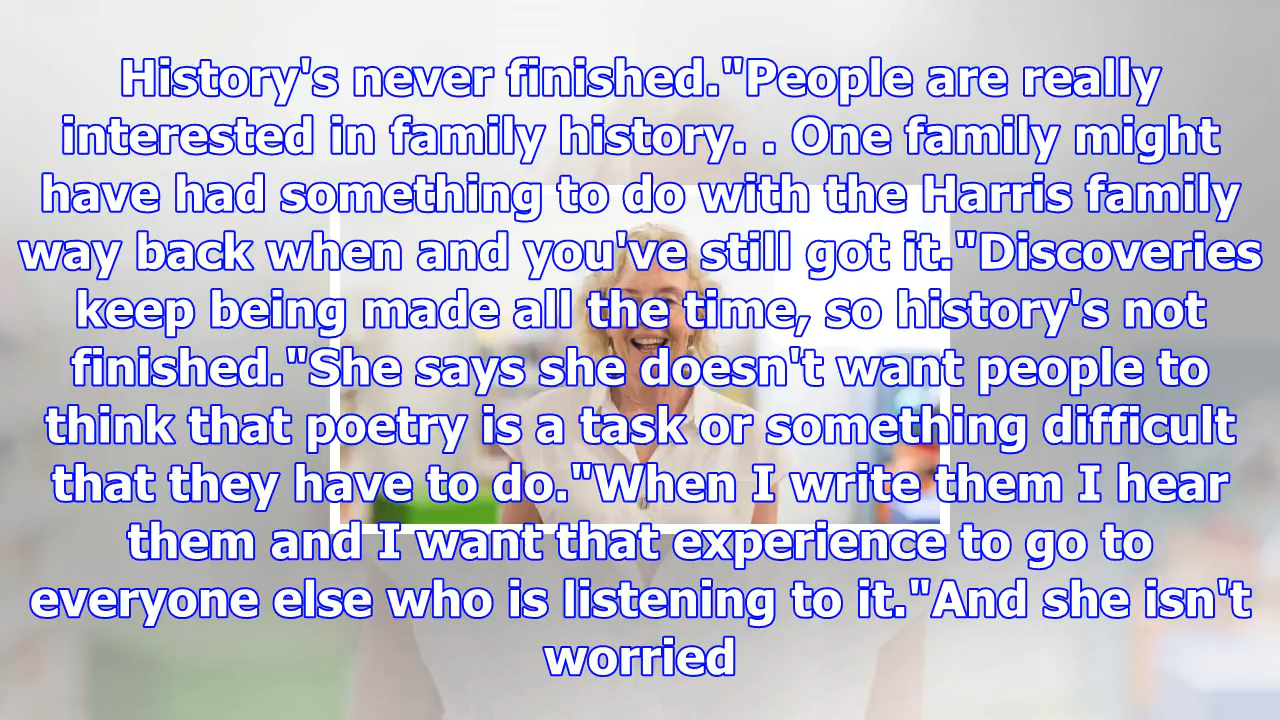 History's never finished."People are really
interested in family history. . One family might
have had something to do with the Harris family
way back when and you've still got it."Discoveries
keep being made all the time, so history's not
finished."She says she doesn't want people to
think that poetry is a task or something difficult
that they have to do."When I write them I hear
them and I want that experience to go to
everyone else who is listening to it."And she isn't
worried